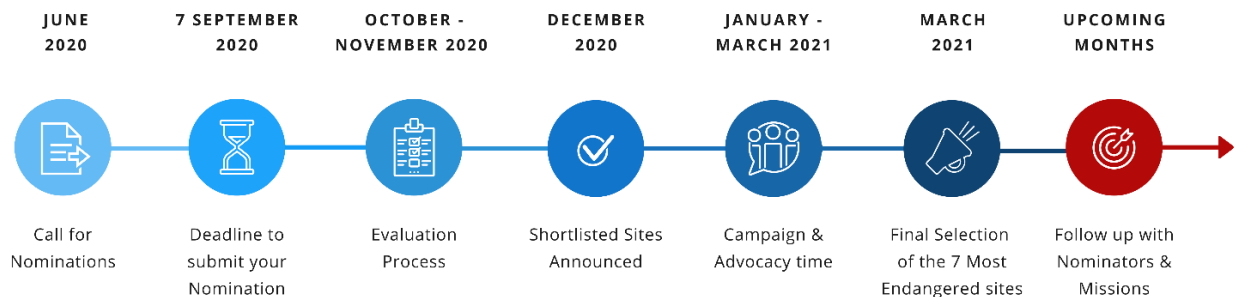 JUNE
2020
7 SEPTEMBER
2020
OCTOBER -
NOVEMBER 2020
DECEMBER
2020
JANUARY -
MARCH 2021
MARCH
2021
UPCOMING
MONTHS
Call for
Nominations
Deadline to
submit your
Nomination
Evaluation
Process
Shortlisted Sites
Announced
Campaign &
Advocacy time
Final Selection
of the 7 Most
Endangered sites
Follow up with
Nominators &
Missions